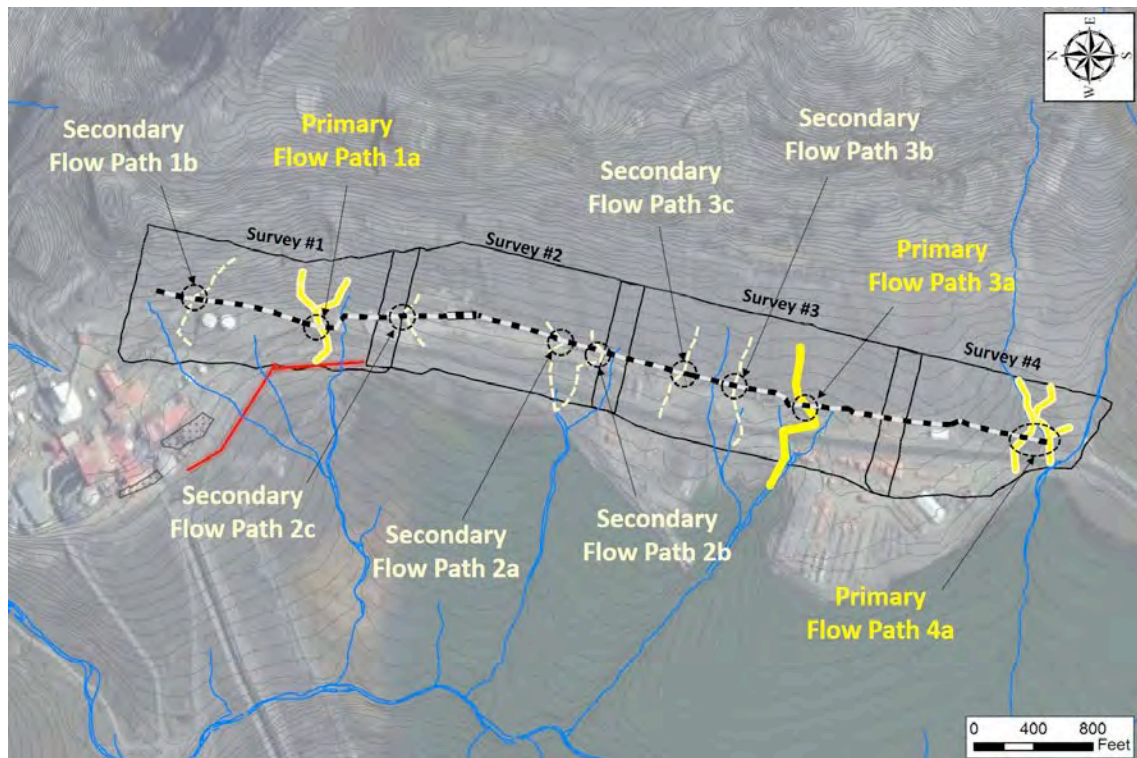 E
N
S
W
Secondary
Flow Path 1b
Primary
Flow Path 1a
Secondary
Flow Path 3b
Secondary
Flow Path 3c
Survey #1
Survey #2
Primary
Flow Path 3a
Survey #3
Survey #4
Secondary
Flow Path 2c
Secondary
Flow Path 2a
Secondary
Flow Path 2b
Primary
Flow Path 4a
0 400 800
Feet